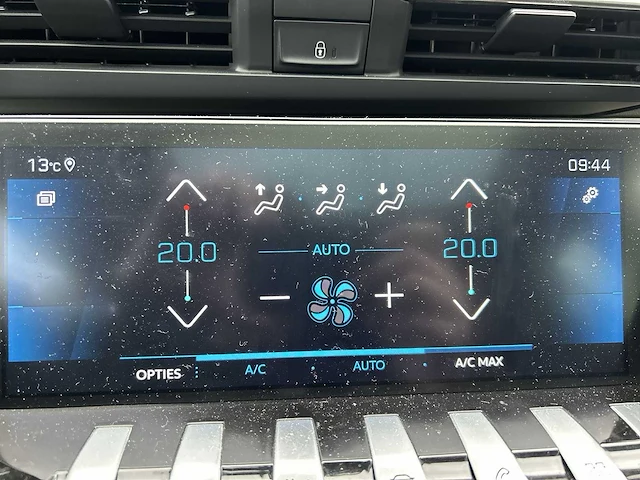 13°C 09:44
20.0 AUTO 20.0
OPTIES A/C AUTO A/C MAX